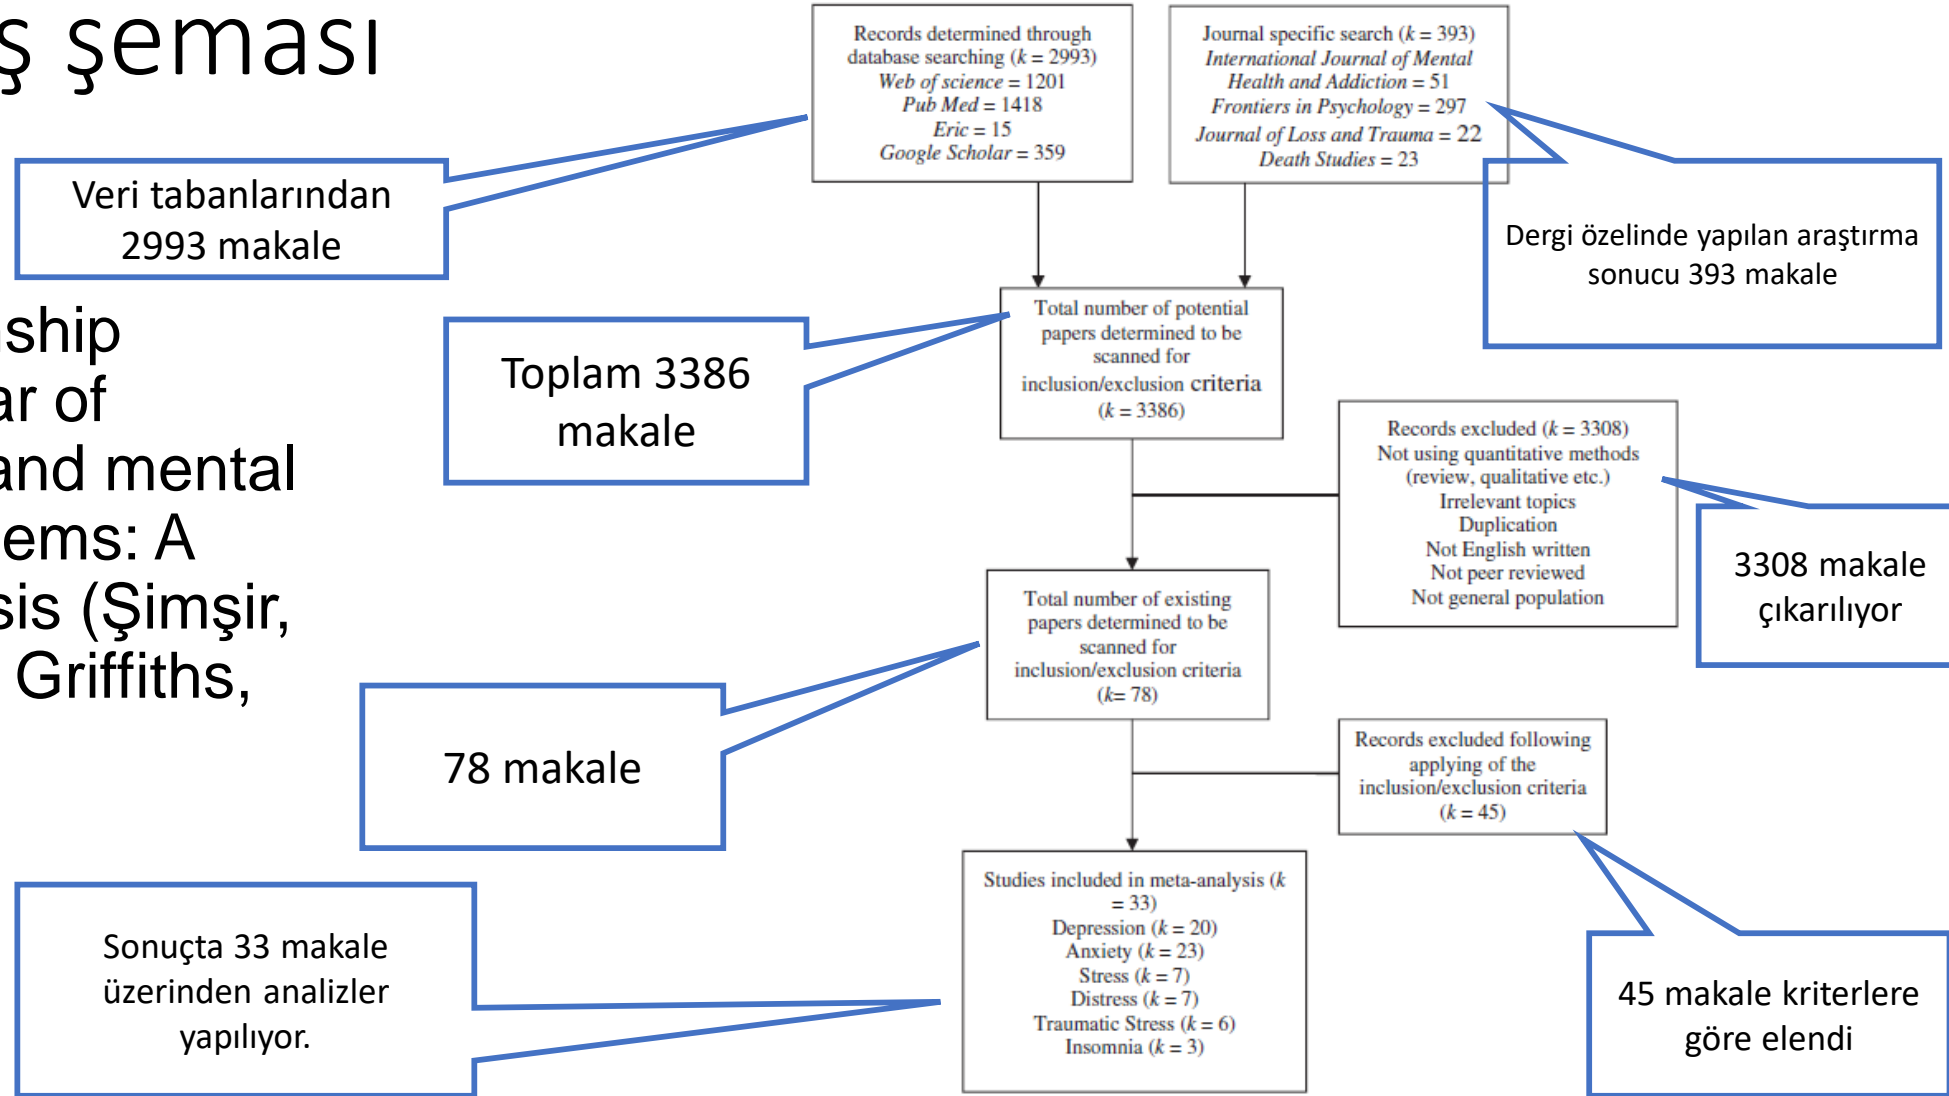 ş şeması
Records determined through
database searching (k = 2993)
Web of science = 1201
Pub Med = 1418
Eric = 15
Google Scholar = 359
Journal specific search (k = 393)
International Journal of Mental
Health and Addiction = 51
Frontiers in Psychology = 297
Journal of Loss and Trauma = 22
Death Studies = 23
Veri tabanlarından
2993 makale
Dergi özelinde yapılan araştırma
sonucu 393 makale
nship
ar of
and mental
ems: A
sis (Şimşir,
Griffiths,
Toplam 3386
makale
Total number of potential
papers determined to be
scanned for
inclusion/exclusion criteria
(k = 3386)
Records excluded (k = 3308)
Not using quantitative methods
(review, qualitative etc.)
Irrelevant topics
Duplication
Not English written
Not peer reviewed
Not general population
3308 makale
çıkarılıyor
Total number of existing
papers determined to be
scanned for
inclusion/exclusion criteria
(k= 78)
78 makale
Records excluded following
applying of the
inclusion/exclusion criteria
(k = 45)
Studies included in meta-analysis (k
= 33)
Depression (k = 20)
Anxiety (k = 23)
Stress (k = 7)
Distress (k = 7)
Traumatic Stress (k = 6)
Insomnia (k = 3)
Sonuçta 33 makale
üzerinden analizler
yapılıyor.
45 makale kriterlere
göre elendi